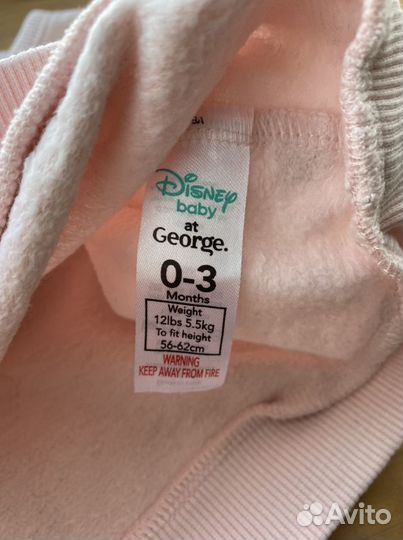 Disney
baby
at
George.
0-3
Months
Weight
12lbs 5.5kg
To fit height
56-62cm
WARNING
KEEP AWAY FROM FIRE
Avito